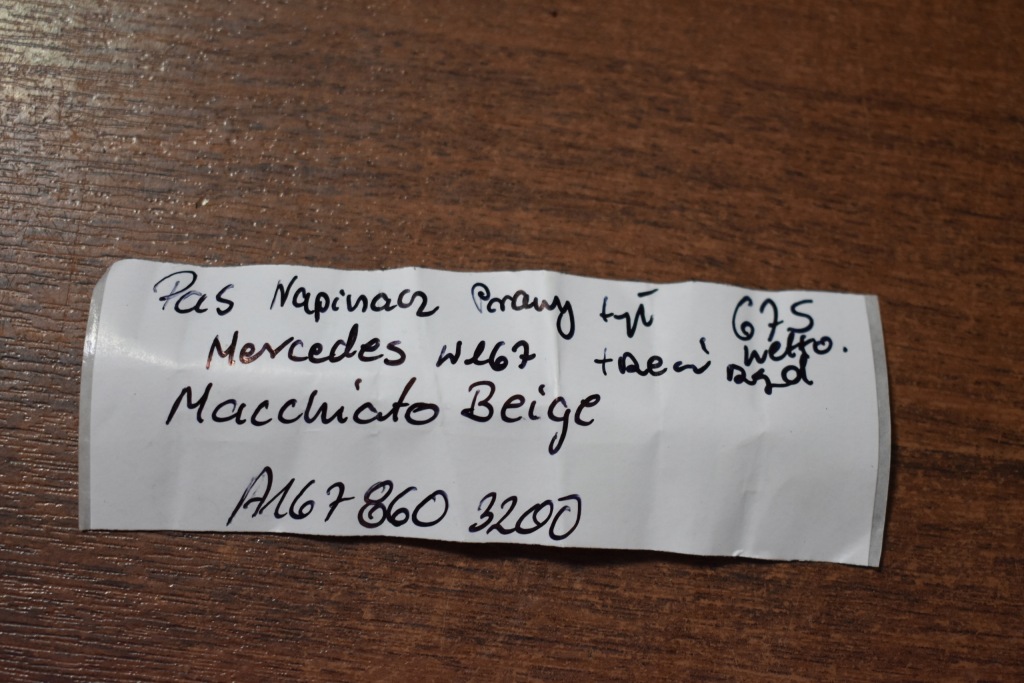 Pas Napinacz Prawy tył 675
Mercedes W167 trzeci netto.
rząd
Macchiato Beige
A167 860 3200